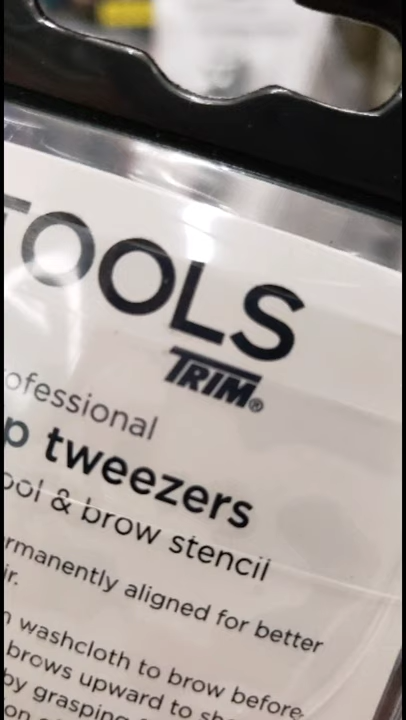 TOOLS
TRIM®
ofessional
p tweezers
ool & brow stencil
rmanently aligned for better
ir.
n washcloth to brow before
brows upward to sh
by grasping